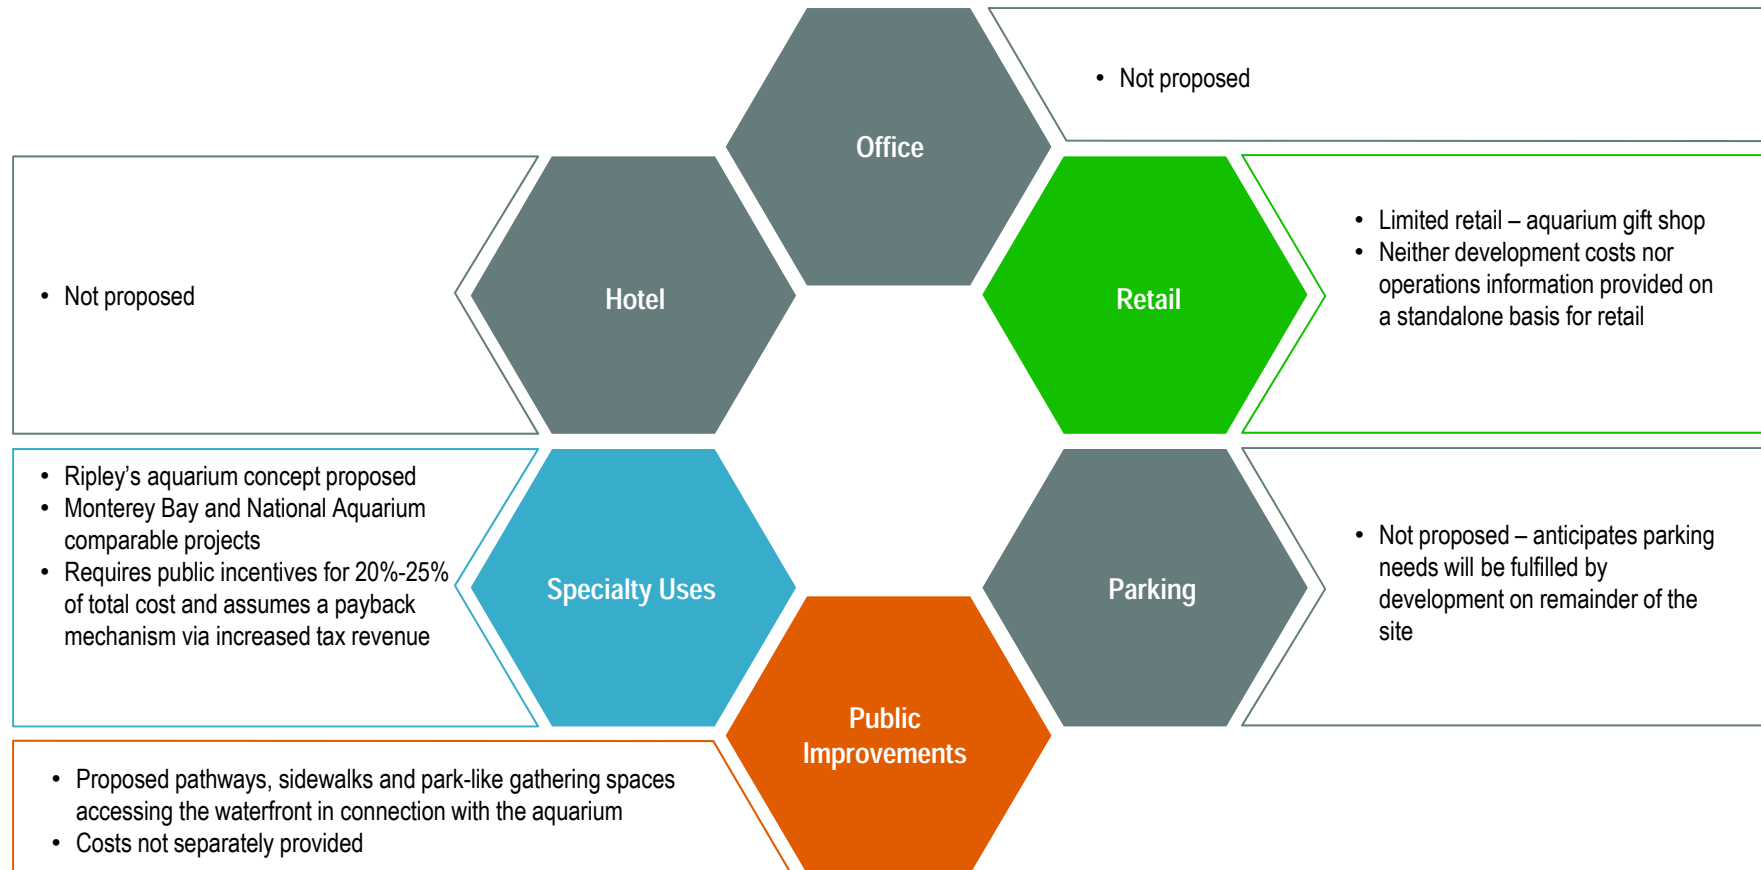 Office
• Not proposed
Hotel
• Not proposed
Retail
• Limited retail – aquarium gift shop
• Neither development costs nor
operations information provided on
a standalone basis for retail
Specialty Uses
• Ripley’s aquarium concept proposed
• Monterey Bay and National Aquarium
comparable projects
• Requires public incentives for 20%-25%
of total cost and assumes a payback
mechanism via increased tax revenue
Parking
• Not proposed – anticipates parking
needs will be fulfilled by
development on remainder of the
site
Public
Improvements
• Proposed pathways, sidewalks and park-like gathering spaces
accessing the waterfront in connection with the aquarium
• Costs not separately provided